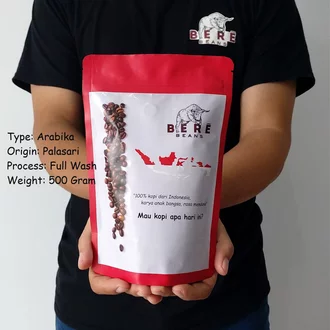 BERE
BEANS
BERE
BEANS
Type: Arabika
Origin: Palasari
Process: Full Wash
Weight: 500 Gram
"100% kopi dari Indonesia,
karya anak bangsa, rasa
Mau kopi apa hari ini?